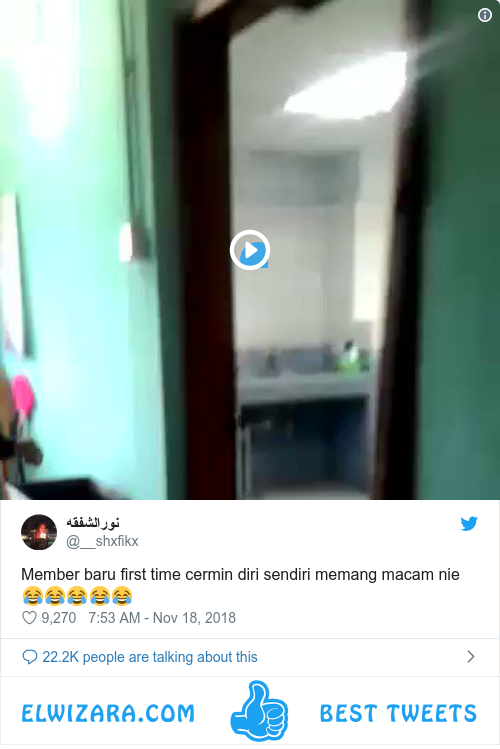 نورالشفقه
@__shxfikx
Member baru first time cermin diri sendiri memang macam nie
😂😂😂😂😂
9,270 7:53 AM - Nov 18, 2018
22.2K people are talking about this
ELWIZARA.COM BEST TWEETS